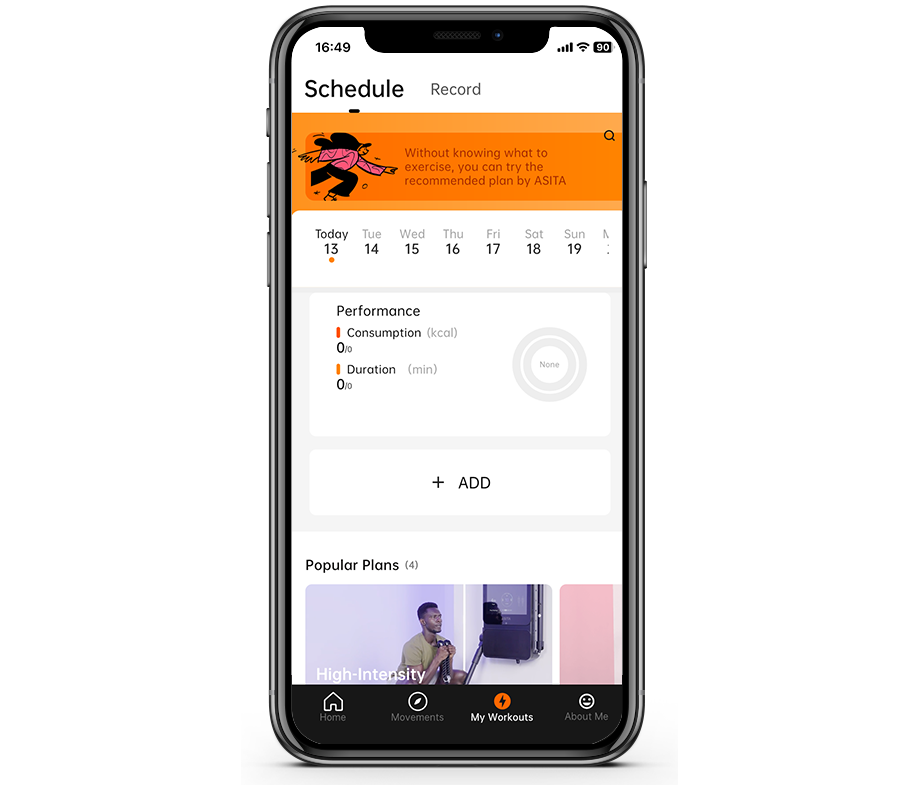 16:49
90
Schedule Record
Without knowing what to
exercise, you can try the
recommended plan by ASITA
Today Tue Wed Thu Fri Sat Sun
13 14 15 16 17 18 19
Performance
Consumption (kcal)
0/0
Duration (min)
0/0
None
+ ADD
Popular Plans (4)
High-Intensity
Home Movements My Workouts About Me